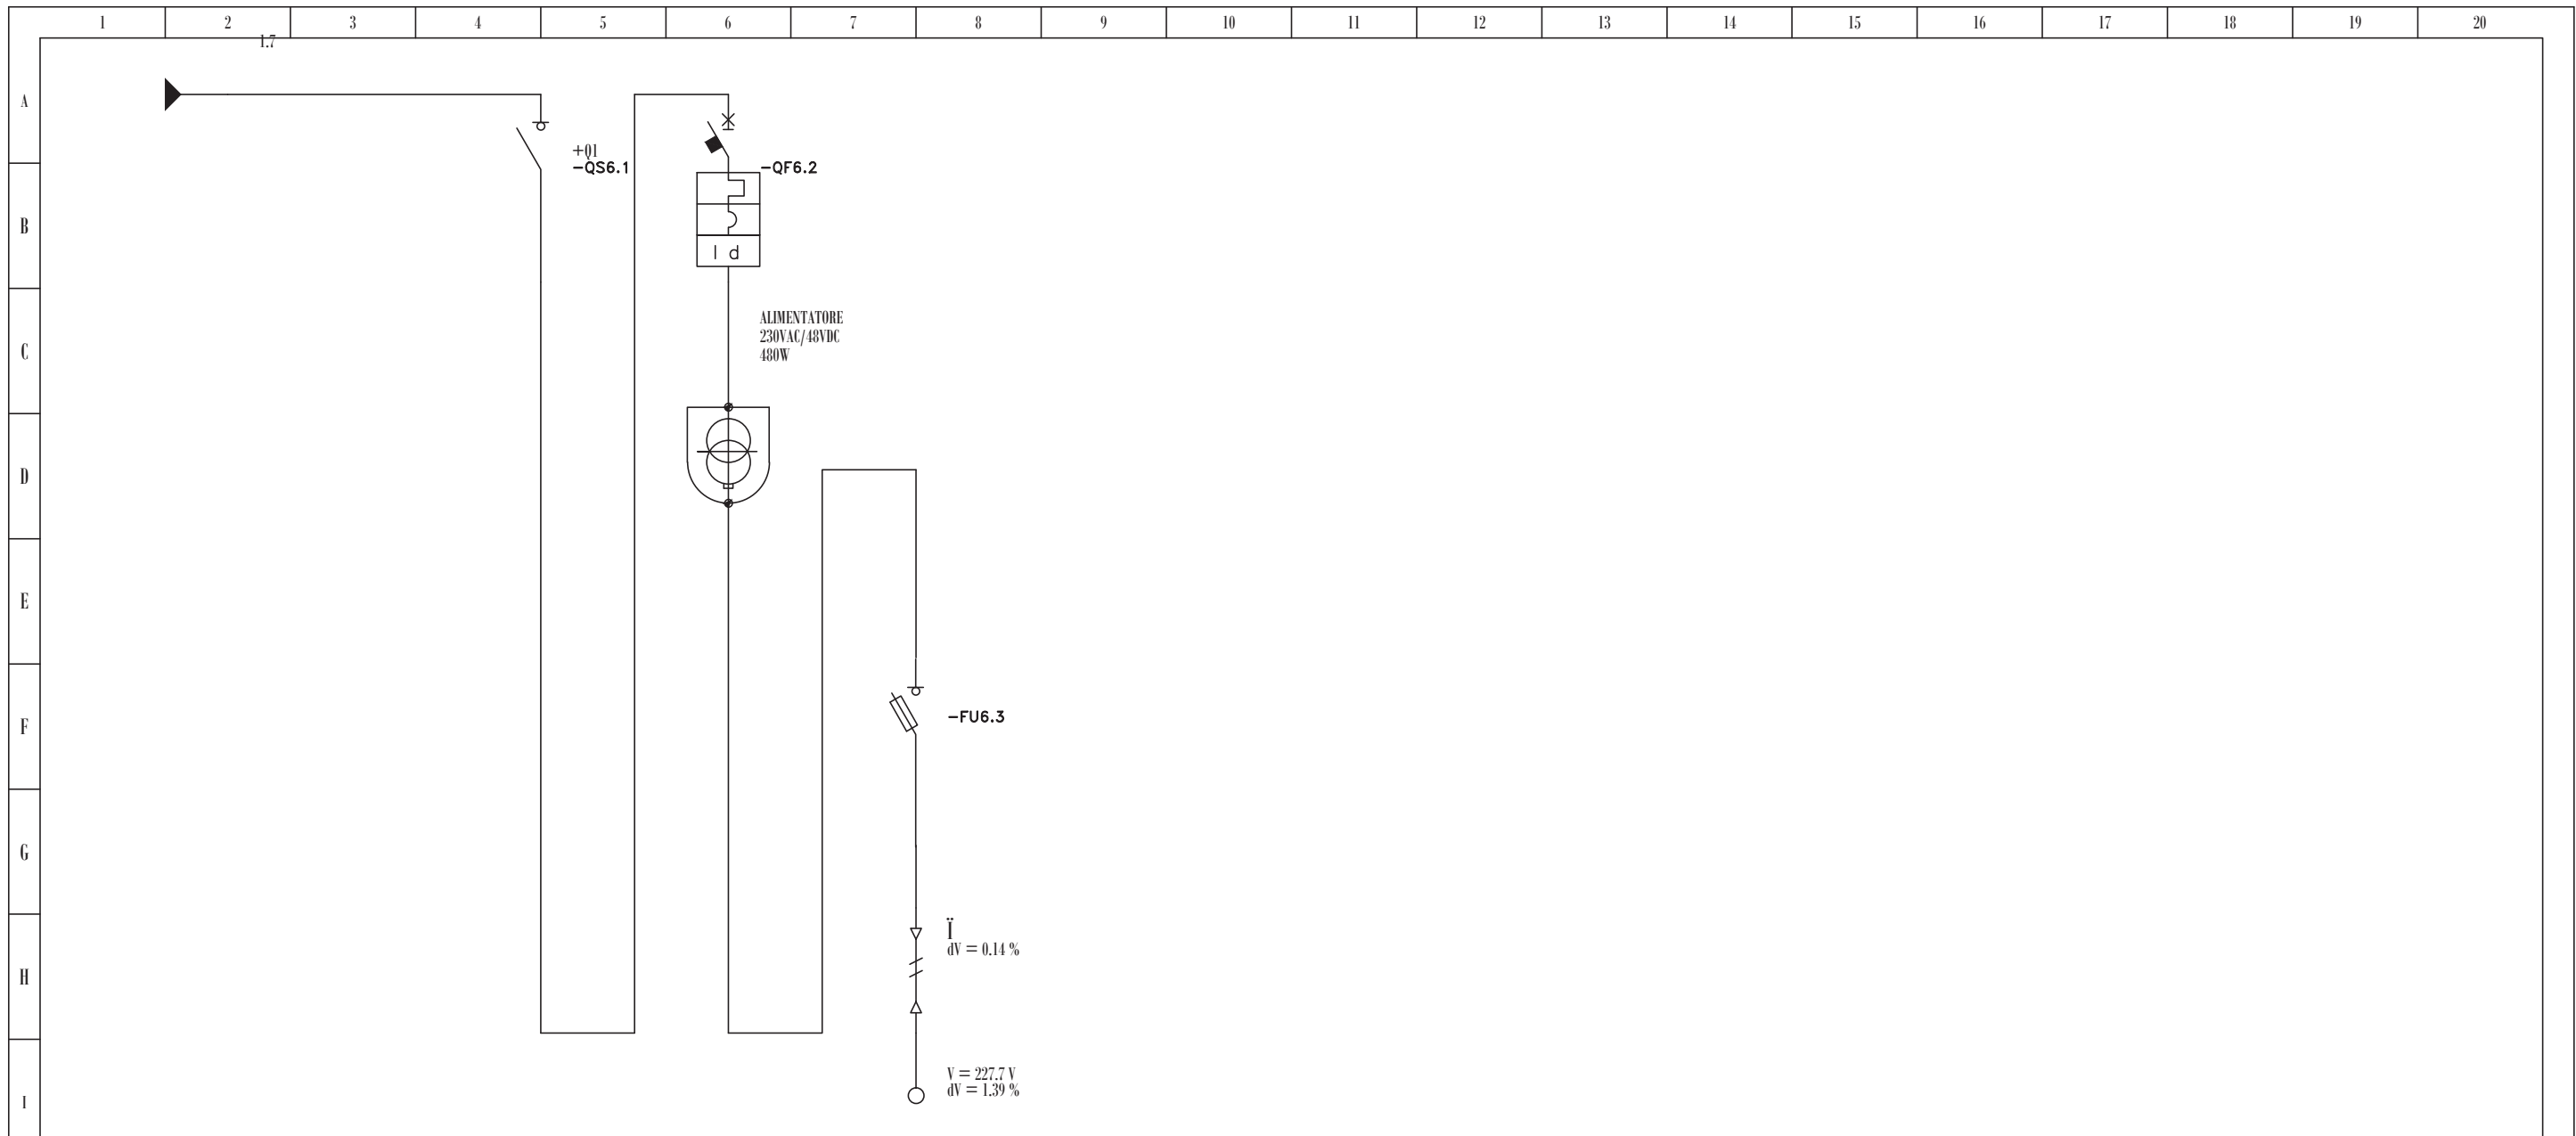 1 2 3 4 5 6 7 8 9 10 11 12 13 14 15 16 17 18 19 20
1.7
A
+Q1
-QS6.1
-QF6.2
B
I d
ALIMENTATORE
230VAC/48VDC
480W
C
D
E
F
-FU6.3
G
Ï
dV = 0.14 %
H
V = 227.7 V
dV = 1.39 %
I